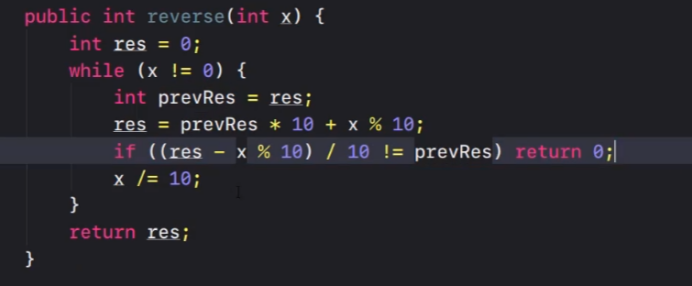 public int reverse(int x) {
    int res = 0;
    while (x != 0) {
        int prevRes = res;
        res = prevRes * 10 + x % 10;
        if ((res - x % 10) / 10 != prevRes) return 0;
        x /= 10;
    }
    return res;
}